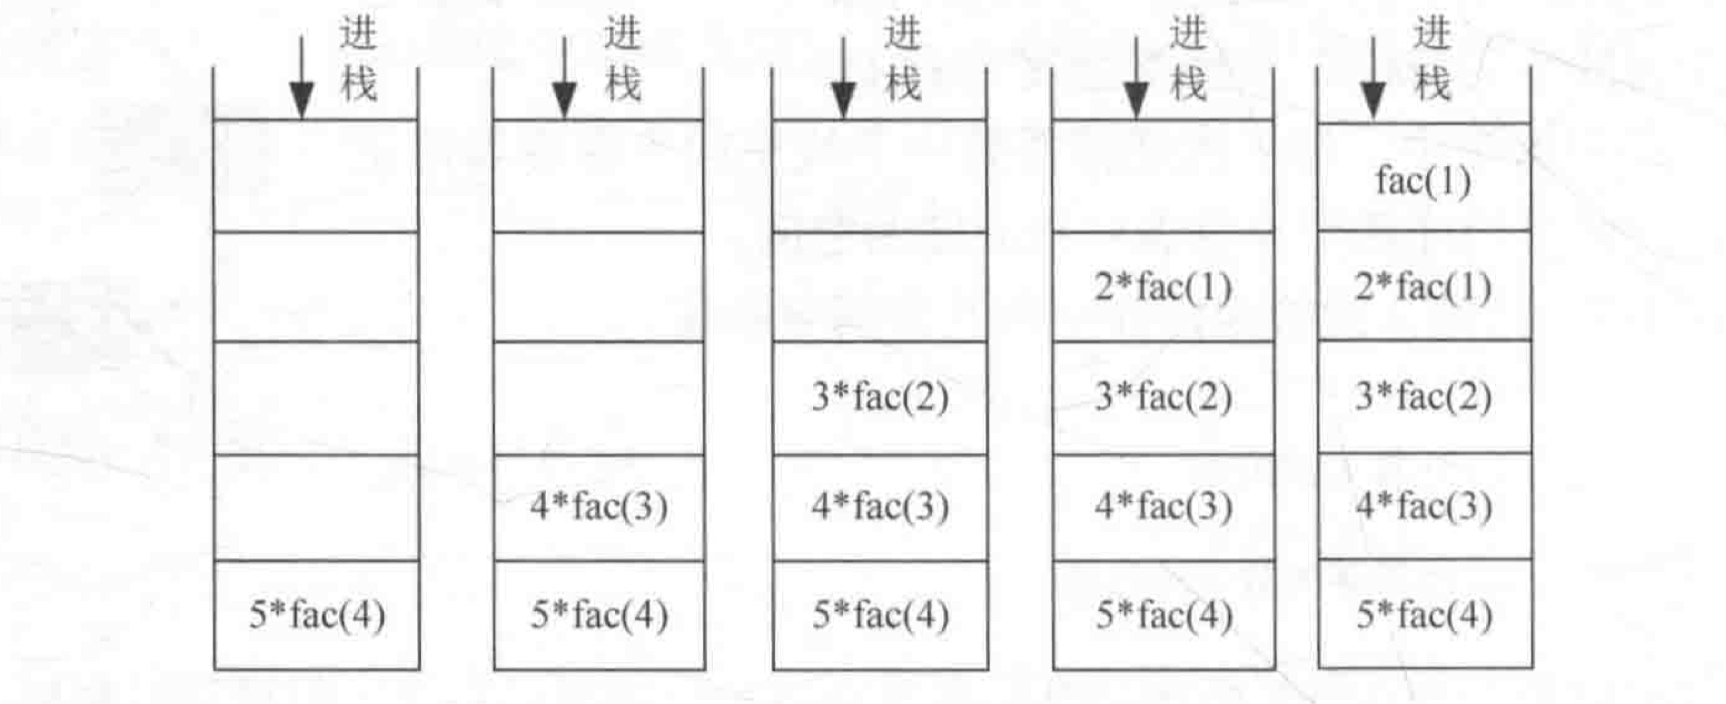 进 进 进 进 进
栈 栈 栈 栈 栈
fac(1)
2*fac(1) 2*fac(1)
3*fac(2) 3*fac(2) 3*fac(2)
4*fac(3) 4*fac(3) 4*fac(3) 4*fac(3)
5*fac(4) 5*fac(4) 5*fac(4) 5*fac(4) 5*fac(4)